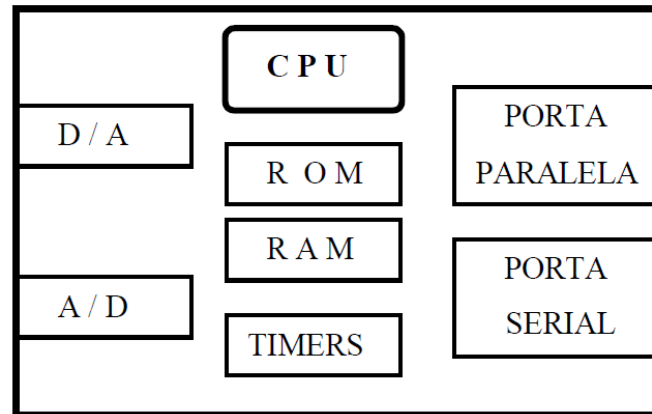 C P U
D / A
R O M
R A M
A / D
TIMERS
PORTA
PARALELA
PORTA
SERIAL